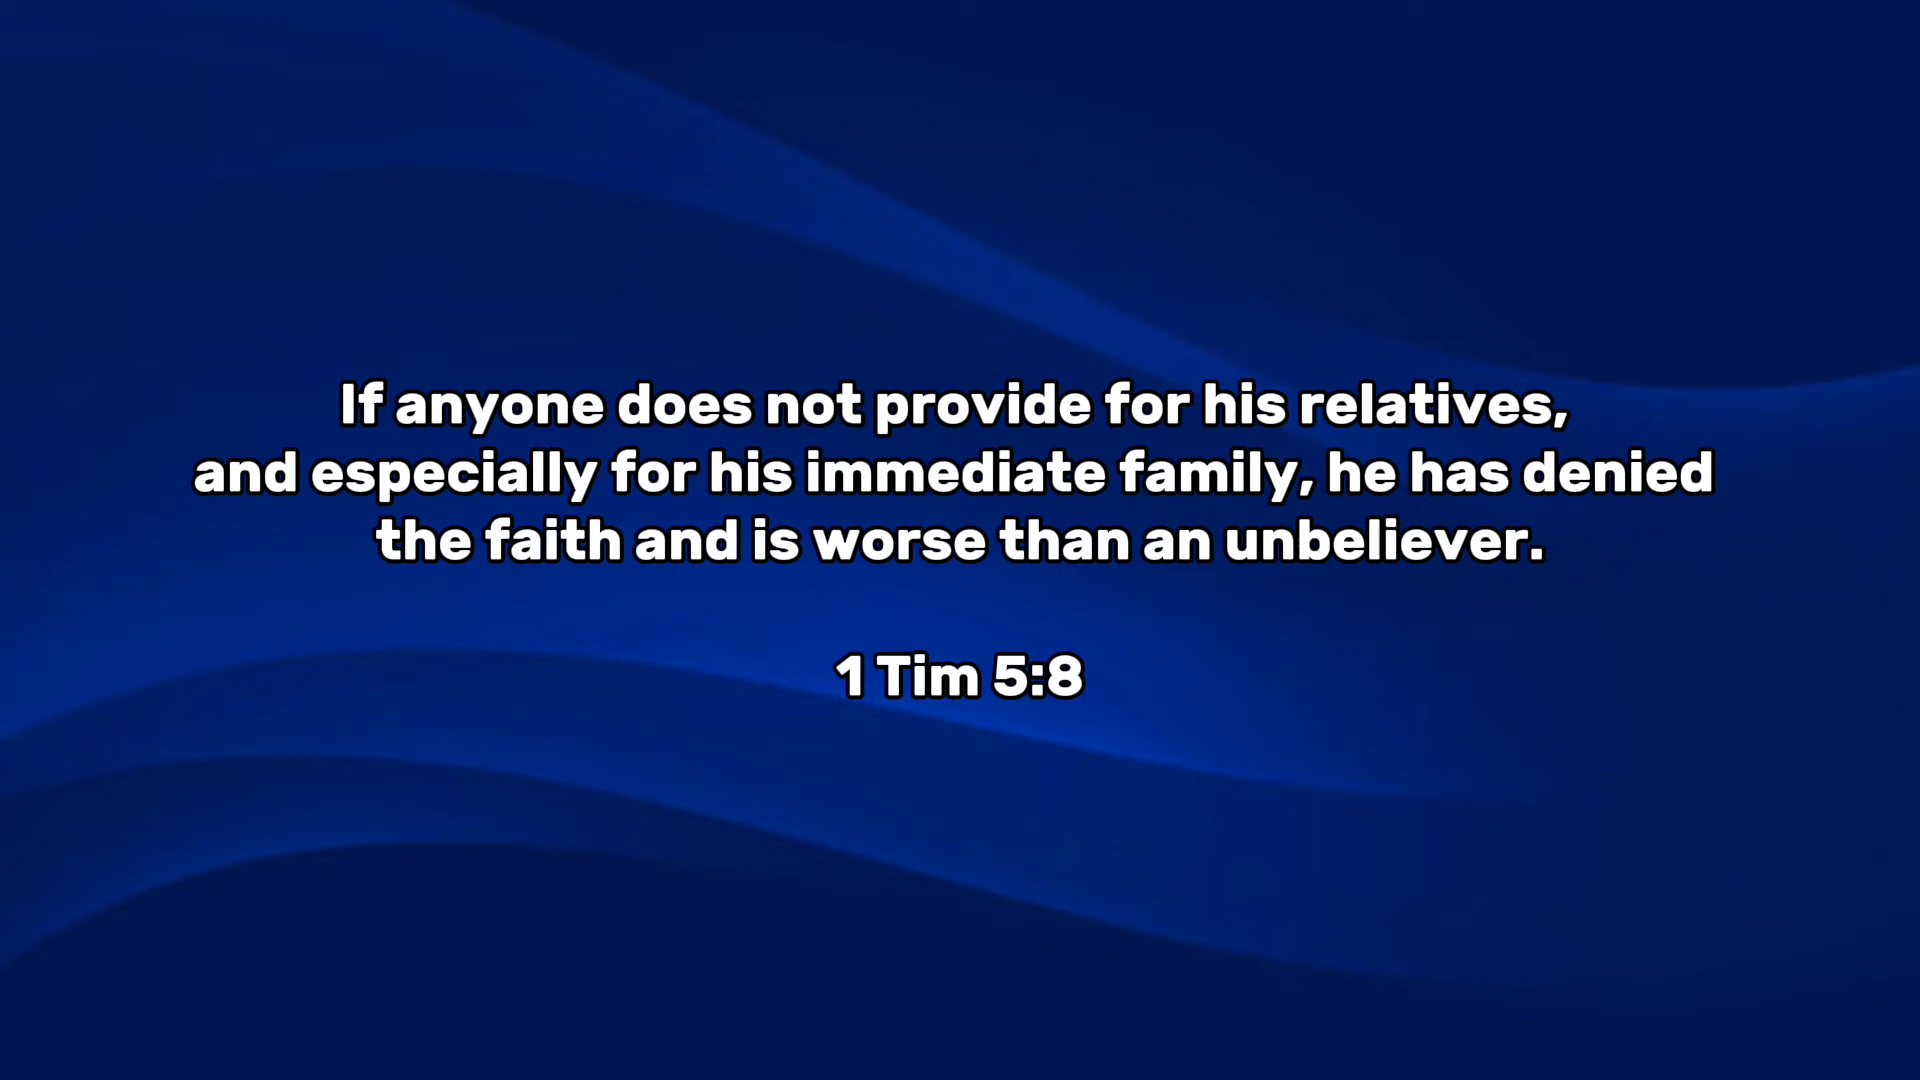 If anyone does not provide for his relatives,
and especially for his immediate family, he has denied
the faith and is worse than an unbeliever.
1 Tim 5:8